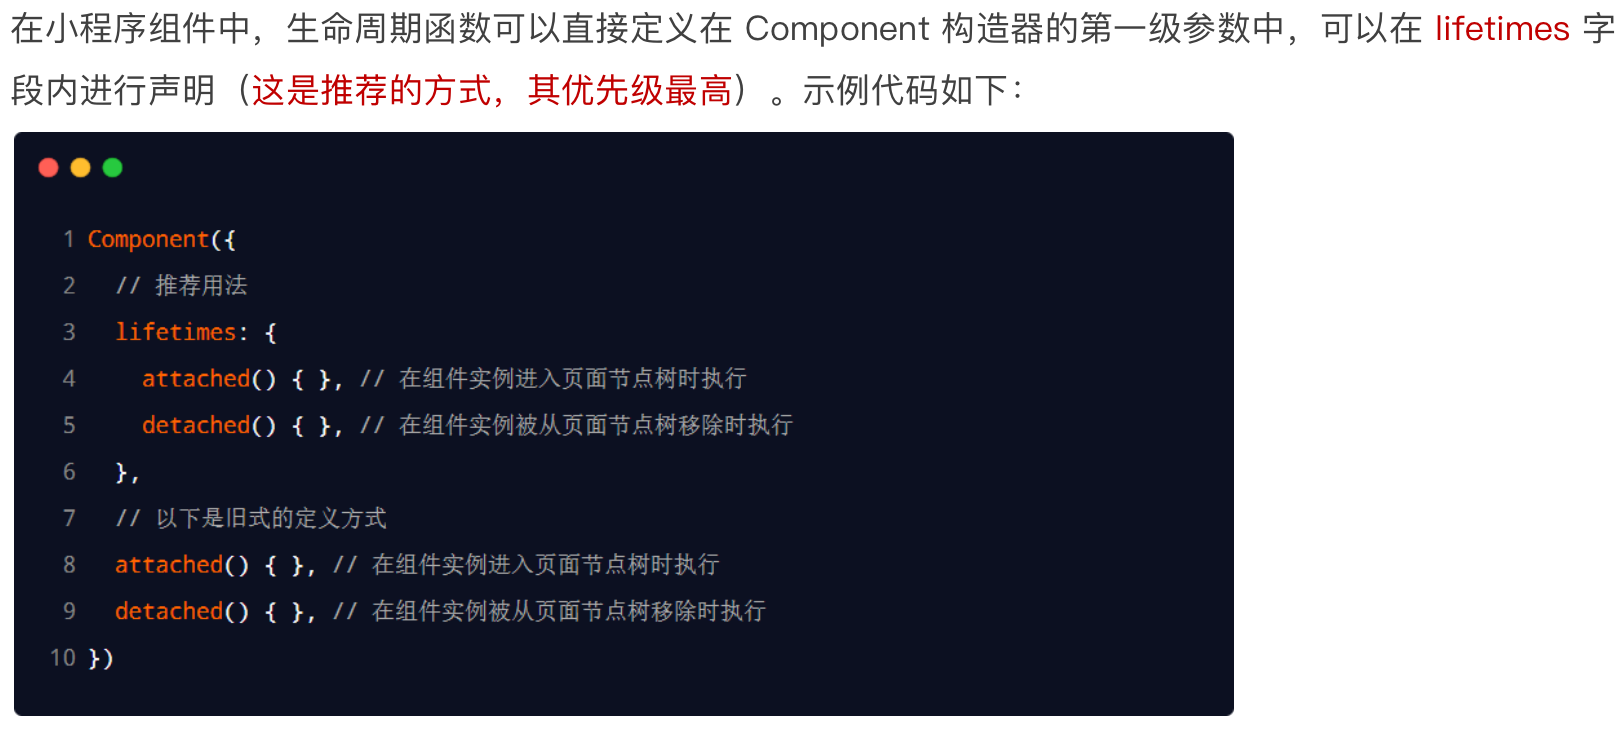 在小程序组件中，生命周期函数可以直接定义在 Component 构造器的第一级参数中，可以在 lifetimes 字
段内进行声明（这是推荐的方式，其优先级最高）。示例代码如下：
1 Component({
2   // 推荐用法
3   lifetimes: {
4     attached() { }, // 在组件实例进入页面节点树时执行
5     detached() { }, // 在组件实例被从页面节点树移除时执行
6   },
7   // 以下是旧式的定义方式
8   attached() { }, // 在组件实例进入页面节点树时执行
9   detached() { }, // 在组件实例被从页面节点树移除时执行
10 })